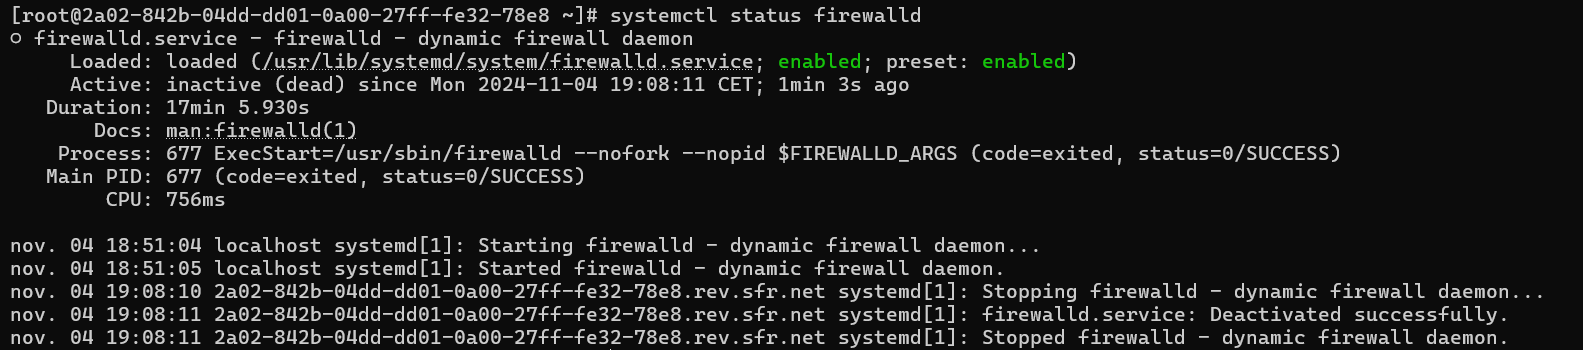 [root@2a02-842b-04dd-dd01-0a00-27ff-fe32-78e8 ~]# systemctl status firewalld
○ firewalld.service - firewalld - dynamic firewall daemon
     Loaded: loaded (/usr/lib/systemd/system/firewalld.service; enabled; preset: enabled)
     Active: inactive (dead) since Mon 2024-11-04 19:08:11 CET; 1min 3s ago
   Duration: 17min 5.930s
       Docs: man:firewalld(1)
    Process: 677 ExecStart=/usr/sbin/firewalld --nofork --nopid $FIREWALLD_ARGS (code=exited, status=0/SUCCESS)
   Main PID: 677 (code=exited, status=0/SUCCESS)
        CPU: 756ms

nov. 04 18:51:04 localhost systemd[1]: Starting firewalld - dynamic firewall daemon...
nov. 04 18:51:05 localhost systemd[1]: Started firewalld - dynamic firewall daemon.
nov. 04 19:08:10 2a02-842b-04dd-dd01-0a00-27ff-fe32-78e8.rev.sfr.net systemd[1]: Stopping firewalld - dynamic firewall daemon...
nov. 04 19:08:11 2a02-842b-04dd-dd01-0a00-27ff-fe32-78e8.rev.sfr.net systemd[1]: firewalld.service: Deactivated successfully.
nov. 04 19:08:11 2a02-842b-04dd-dd01-0a00-27ff-fe32-78e8.rev.sfr.net systemd[1]: Stopped firewalld - dynamic firewall daemon.